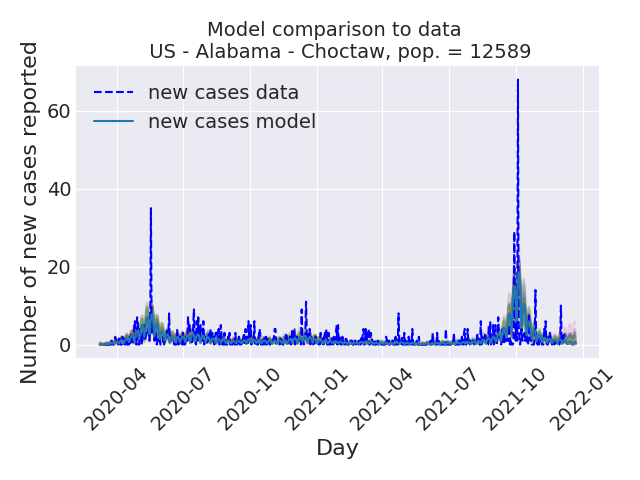 Model comparison to data
US - Alabama - Choctaw, pop. = 12589
new cases data
new cases model
Number of new cases reported
60
40
20
0
2020-04
2020-07
2020-10
2021-01
2021-04
2021-07
2021-10
2022-01
Day